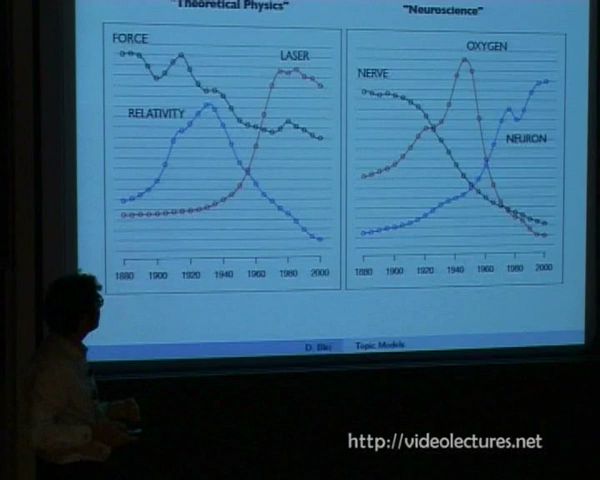 "Theoretical Physics"
"Neuroscience"
FORCE
LASER
RELATIVITY
OXYGEN
NERVE
NEURON
1880 1900 1920 1940 1960 1980 2000
1880 1900 1920 1940 1960 1980 2000
D. Blei
Topic Models
http://videolectures.net